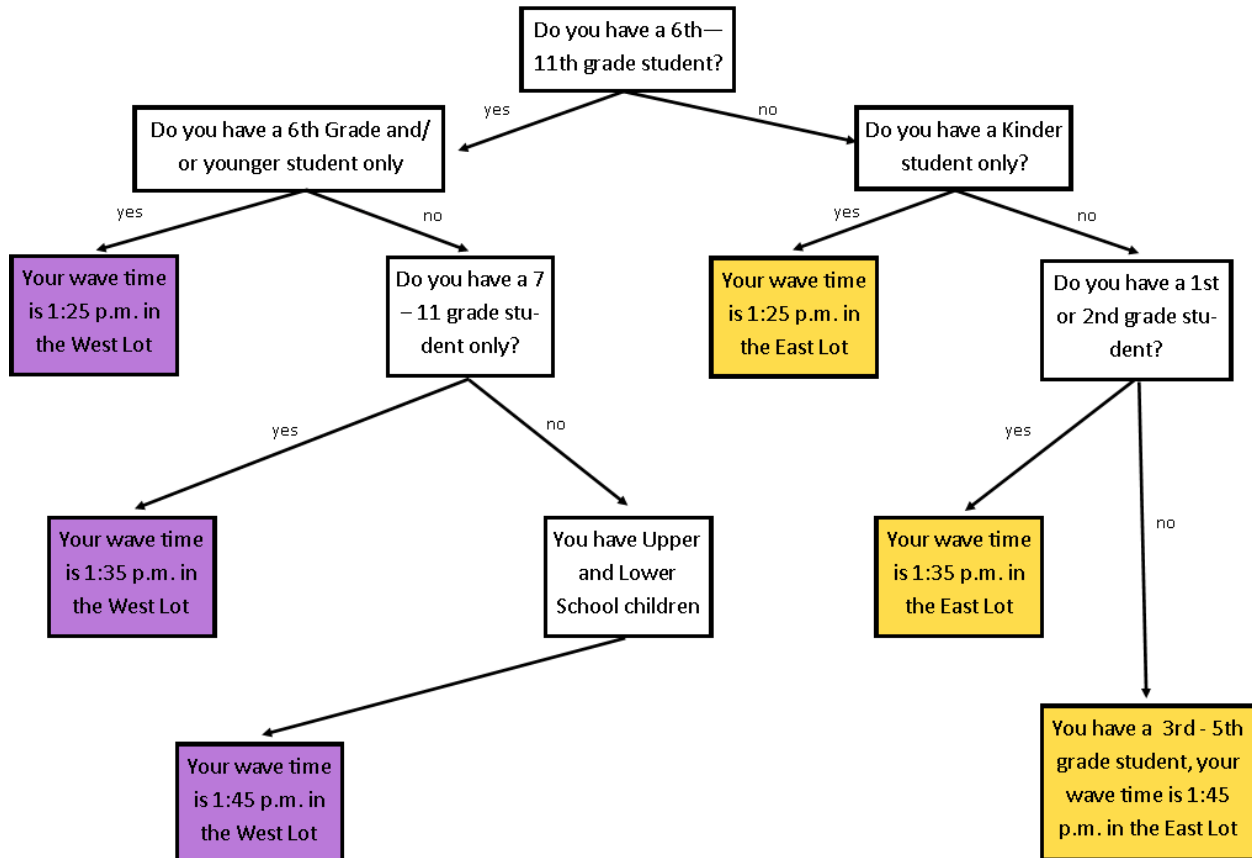 Do you have a 6th—
11th grade student?
yes
no
Do you have a 6th Grade and/
or younger student only
Do you have a Kinder
student only?
yes
no
yes
no
Your wave time
is 1:25 p.m. in
the West Lot
Do you have a 7
– 11 grade stu-
dent only?
Your wave time
is 1:25 p.m. in
the East Lot
Do you have a 1st
or 2nd grade stu-
dent?
yes
no
yes
no
Your wave time
is 1:35 p.m. in
the West Lot
You have Upper
and Lower
School children
Your wave time
is 1:35 p.m. in
the East Lot
Your wave time
is 1:45 p.m. in
the West Lot
You have a  3rd - 5th
grade student, your
wave time is 1:45
p.m. in the East Lot